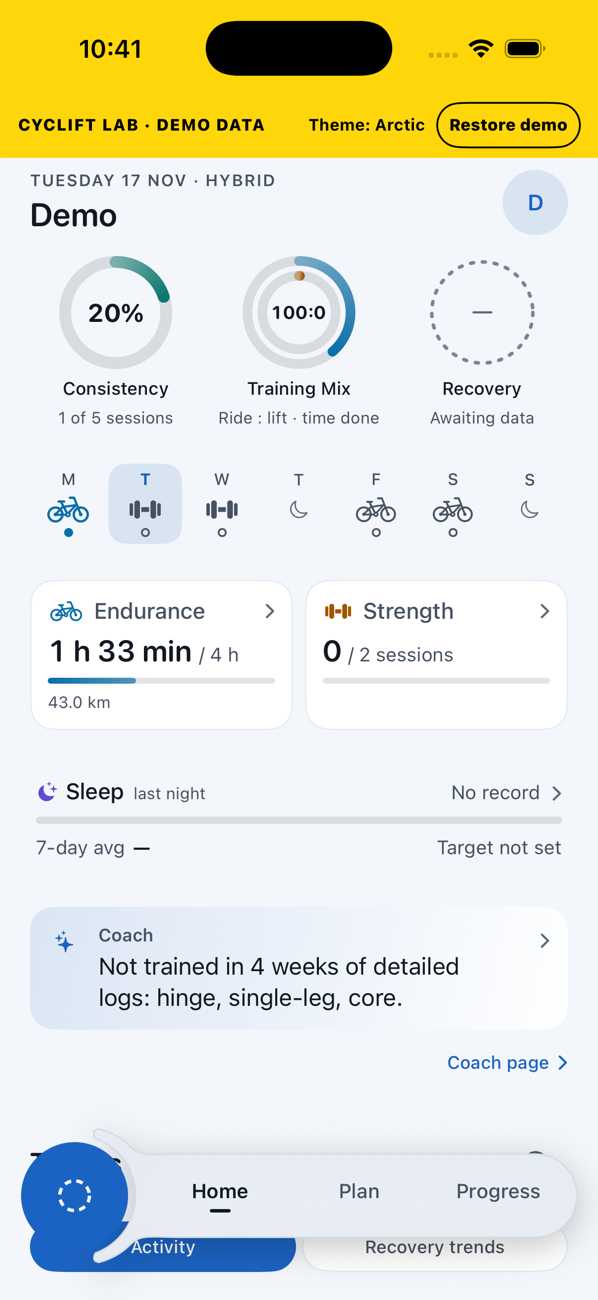 10:41
CYCLIFT LAB · DEMO DATA
Theme: Arctic
Restore demo
TUESDAY 17 NOV · HYBRID
Demo
D
20%
100:0
—
Consistency
Training Mix
Recovery
1 of 5 sessions
Ride : lift · time done
Awaiting data
M T W T F S S
Endurance
1 h 33 min / 4 h
43.0 km
Strength
0 / 2 sessions
Sleep last night
No record
7-day avg —
Target not set
Coach
Not trained in 4 weeks of detailed
logs: hinge, single-leg, core.
Coach page
Home
Plan
Progress
Activity
Recovery trends